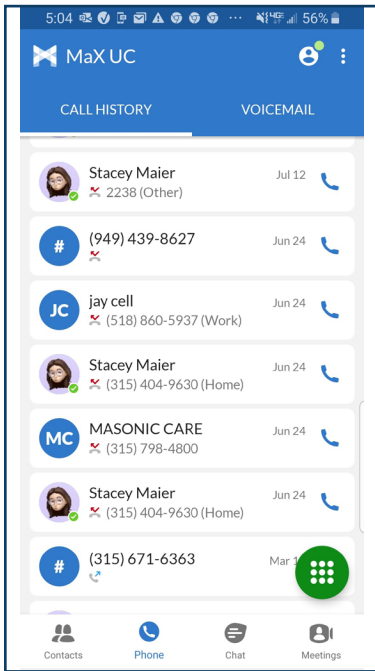 5:04 56%
MaX UC
CALL HISTORY VOICEMAIL
Stacey Maier Jul 12
2238 (Other)
# (949) 439-8627 Jun 24
JC jay cell Jun 24
(518) 860-5937 (Work)
Stacey Maier Jun 24
(315) 404-9630 (Home)
MC MASONIC CARE Jun 24
(315) 798-4800
Stacey Maier Jun 24
(315) 404-9630 (Home)
# (315) 671-6363 Mar
Contacts Phone Chat Meetings